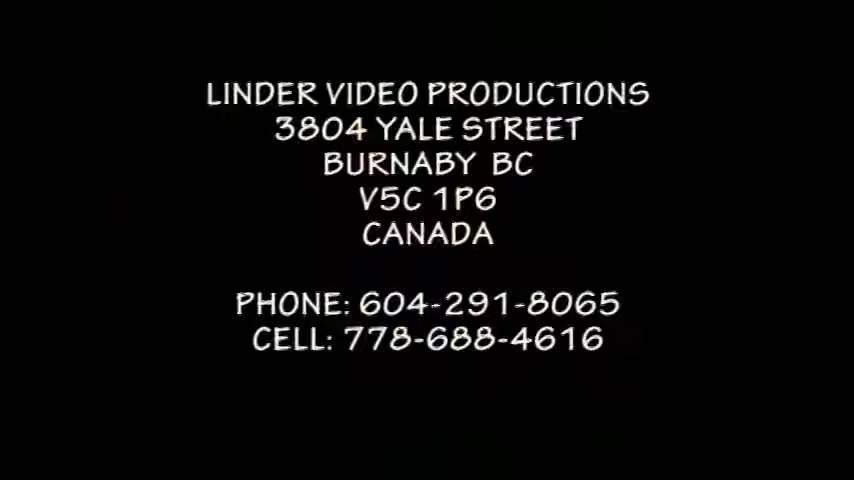 LINDER VIDEO PRODUCTIONS
3804 YALE STREET
BURNABY BC
V5C 1P6
CANADA
PHONE: 604-291-8065
CELL: 778-688-4616